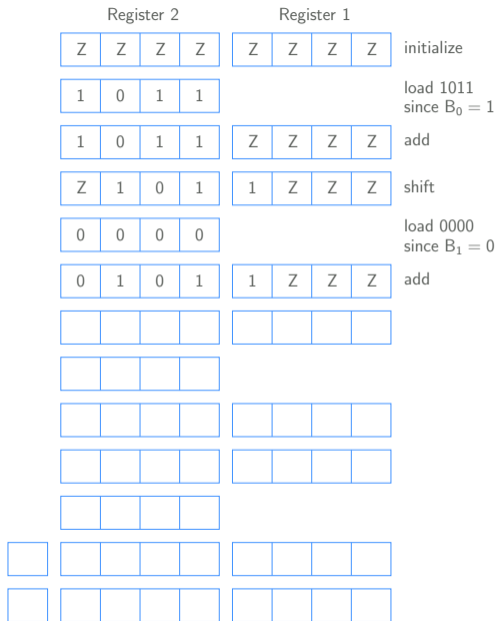 Register 2 Register 1
Z Z Z Z Z Z Z Z initialize
1 0 1 1 load 1011
since B₀ = 1
1 0 1 1 Z Z Z Z add
Z 1 0 1 1 Z Z Z shift
0 0 0 0 load 0000
since B₁ = 0
0 1 0 1 1 Z Z Z add